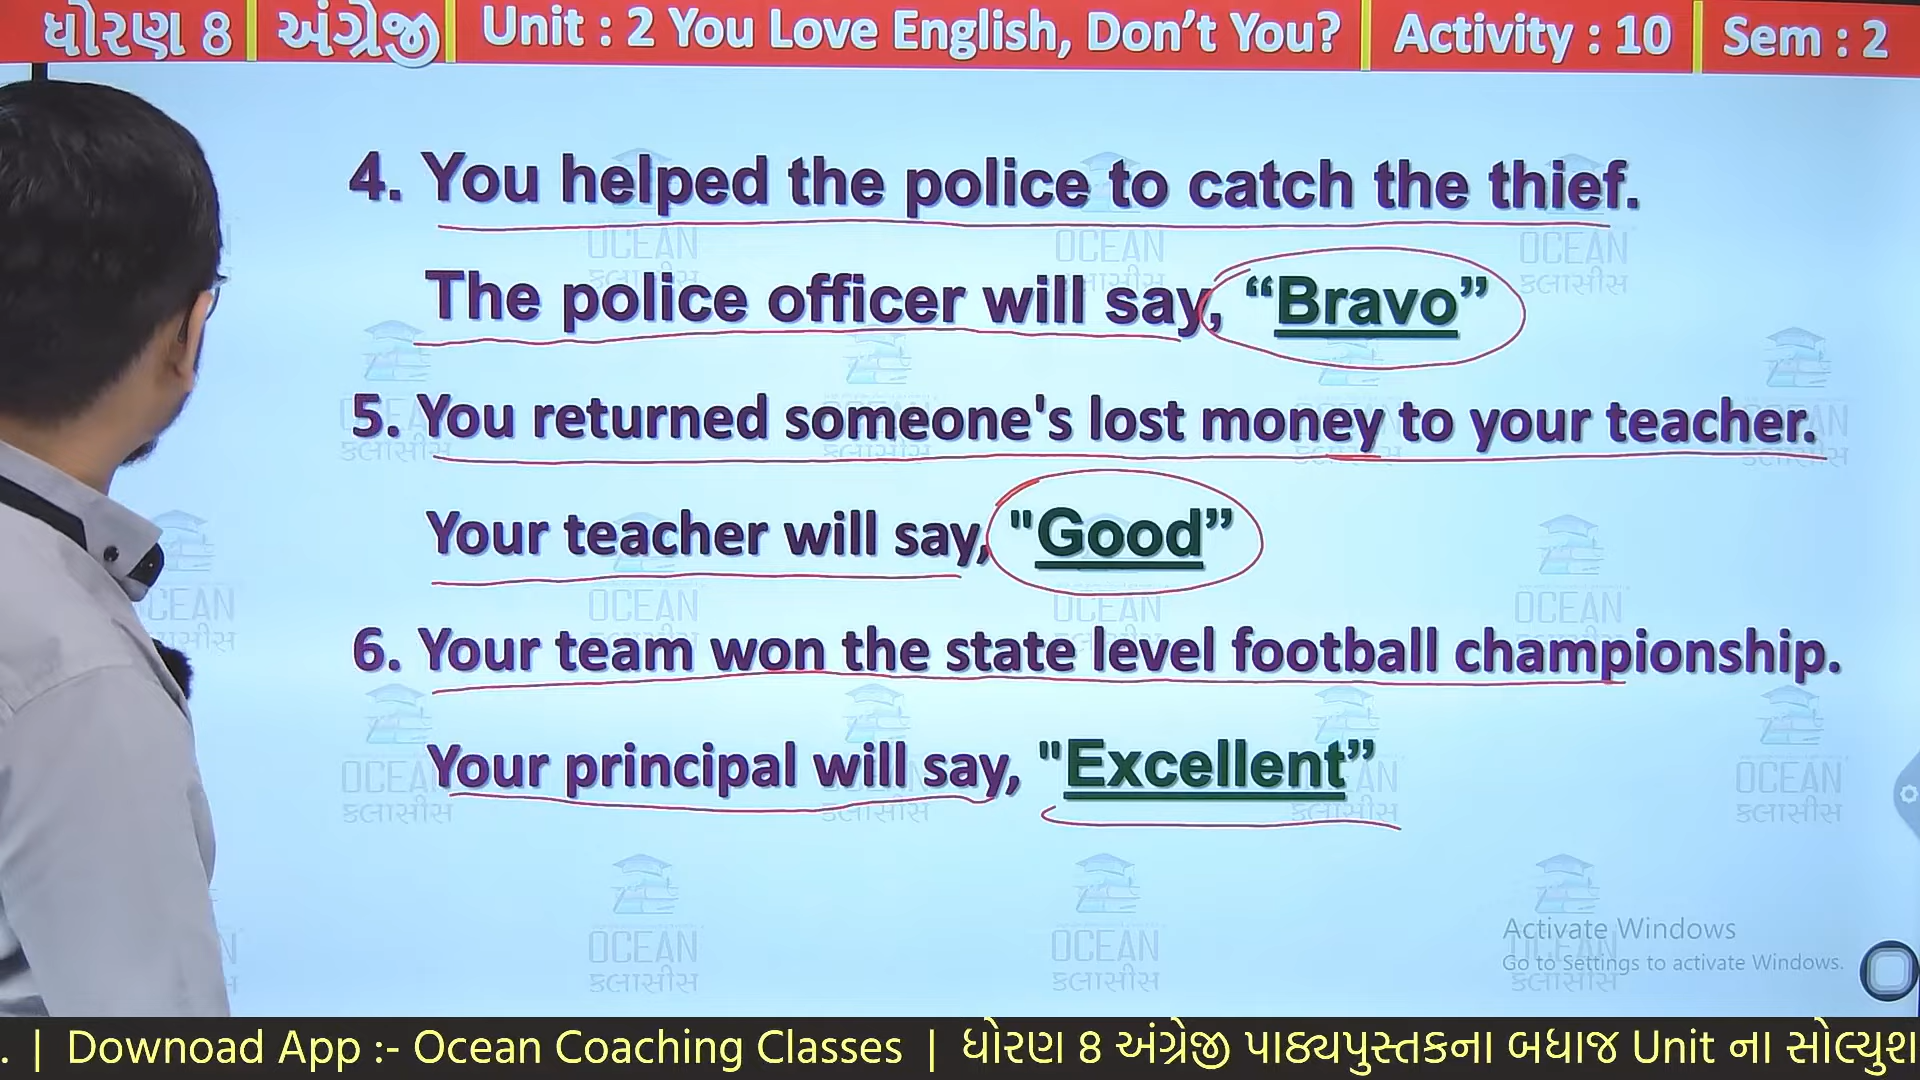 ધોરણ 8 અંગ્રેજી Unit : 2 You Love English, Don’t You? Activity : 10 Sem : 2
4. You helped the police to catch the thief.
The police officer will say, “Bravo”
5. You returned someone's lost money to your teacher.
Your teacher will say, "Good”
6. Your team won the state level football championship.
Your principal will say, "Excellent”
OCEAN
કલાસીસ
Activate Windows
Go to Settings to activate Windows.
. | Downoad App :- Ocean Coaching Classes | ધોરણ 8 અંગ્રેજી પાઠ્યપુસ્તકના બધાજ Unit ના સોલ્યુશ